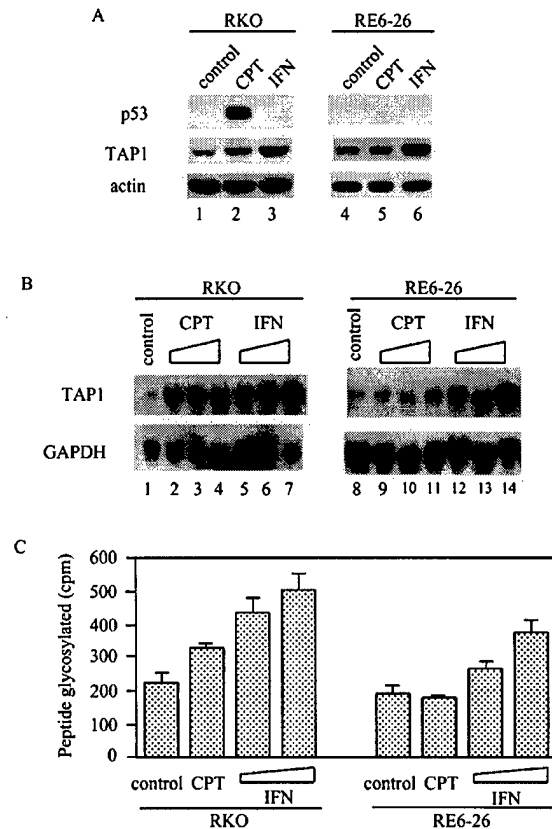 A
RKO RE6-26
control CPT IFN control CPT IFN
p53
TAP1
actin
1 2 3 4 5 6
B
RKO RE6-26
control CPT IFN control CPT IFN
TAP1
GAPDH
1 2 3 4 5 6 7 8 9 10 11 12 13 14
C
Peptide glycosylated (cpm)
600
500
400
300
200
100
0
control CPT IFN control CPT IFN
RKO RE6-26